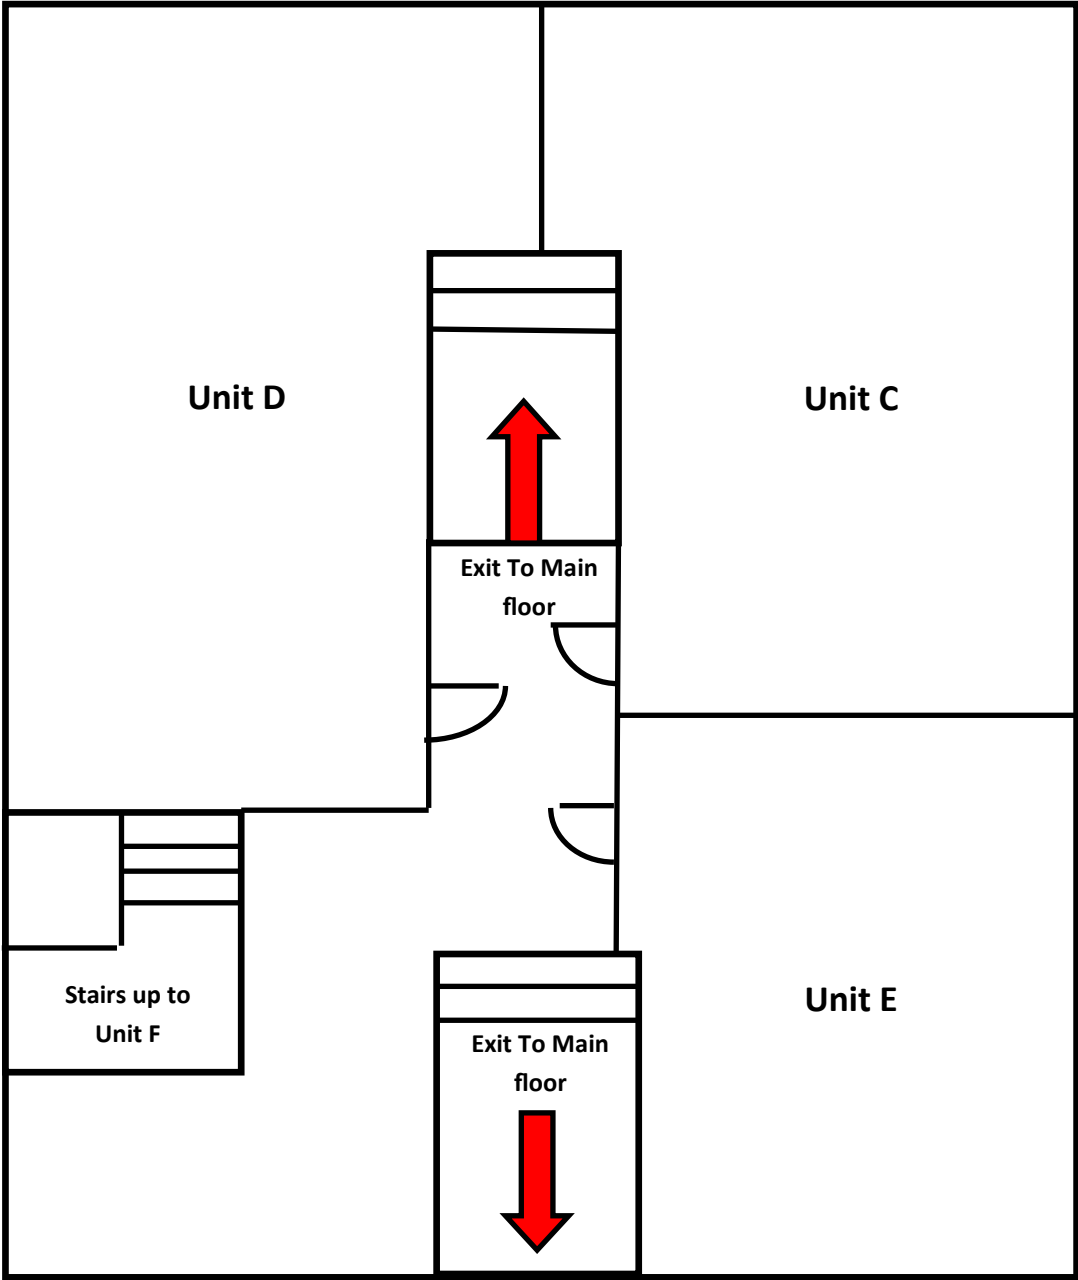 Unit D
Unit C
Exit To Main
floor
Stairs up to
Unit F
Unit E
Exit To Main
floor